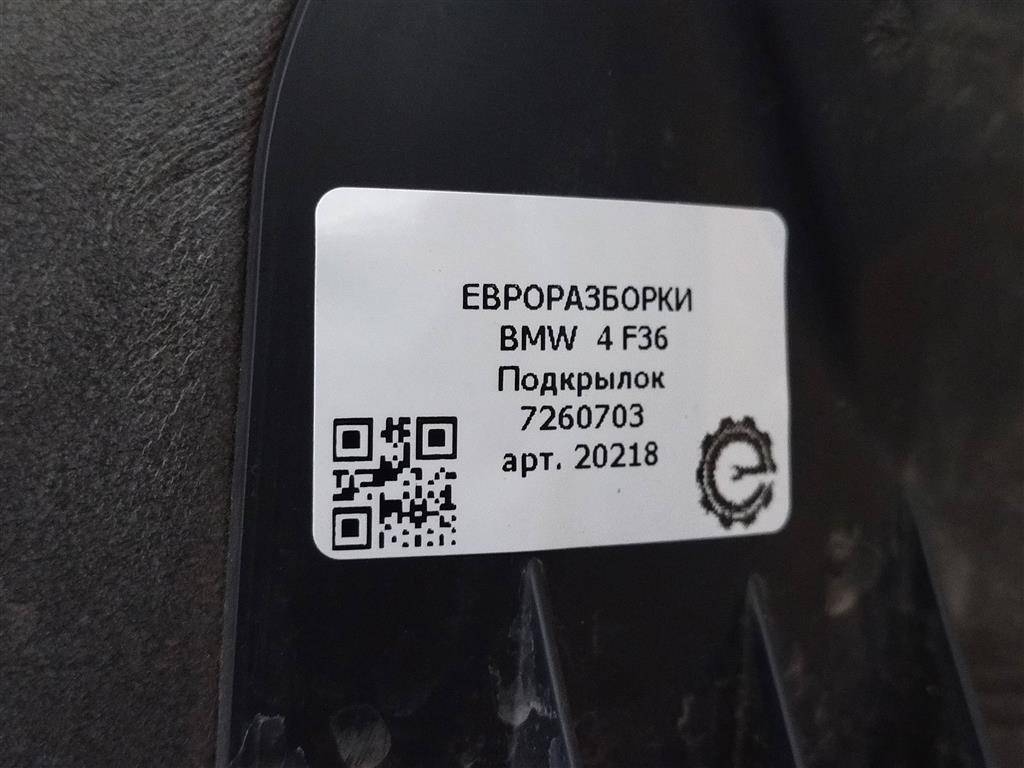 ЕВРОРАЗБОРКИ
BMW 4 F36
Подкрылок
7260703
арт. 20218